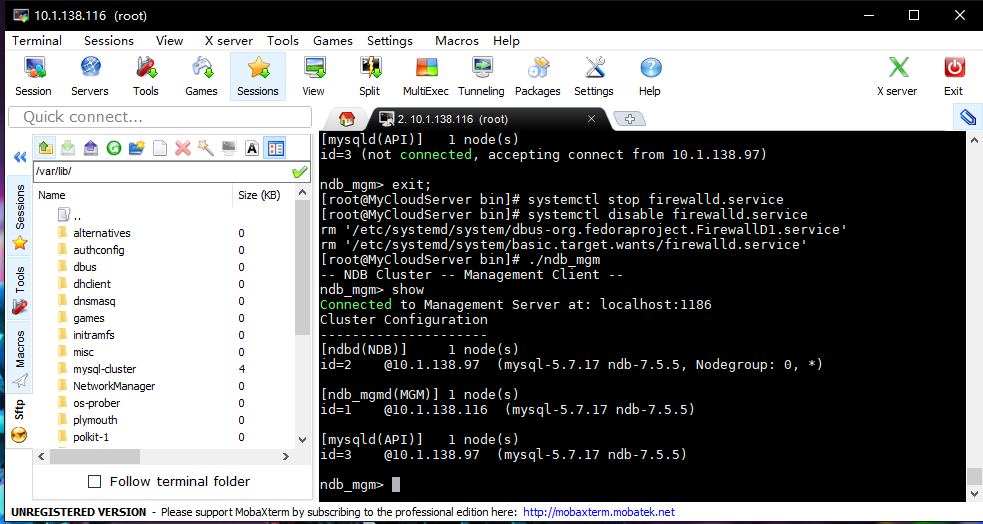 10.1.138.116 (root)
Terminal Sessions View X server Tools Games Settings Macros Help
Session Servers Tools Games Sessions View Split MultiExec Tunneling Packages Settings Help X server Exit
Quick connect...
2. 10.1.138.116 (root)
/var/lib/
Name Size (KB)
..
alternatives 0
authconfig 0
dbus 0
dhclient 0
dnsmasq 0
games 0
initramfs 0
misc 0
mysql-cluster 4
NetworkManager 0
os-prober 0
plymouth 0
polkit-1 0
Sessions
Tools
Macros
Sftp
Follow terminal folder
[mysqld(API)] 1 node(s)
id=3 (not connected, accepting connect from 10.1.138.97)
ndb_mgm> exit;
[root@MyCloudServer bin]# systemctl stop firewalld.service
[root@MyCloudServer bin]# systemctl disable firewalld.service
rm '/etc/systemd/system/dbus-org.fedoraproject.FirewallD1.service'
rm '/etc/systemd/system/basic.target.wants/firewalld.service'
[root@MyCloudServer bin]# ./ndb_mgm
-- NDB Cluster -- Management Client --
ndb_mgm> show
Connected to Management Server at: localhost:1186
Cluster Configuration
---------------------
[ndbd(NDB)] 1 node(s)
id=2 @10.1.138.97 (mysql-5.7.17 ndb-7.5.5, Nodegroup: 0, *)
[ndb_mgmd(MGM)] 1 node(s)
id=1 @10.1.138.116 (mysql-5.7.17 ndb-7.5.5)
[mysqld(API)] 1 node(s)
id=3 @10.1.138.97 (mysql-5.7.17 ndb-7.5.5)
ndb_mgm>
UNREGISTERED VERSION - Please support MobaXterm by subscribing to the professional edition here: http://mobaxterm.mobatek.net